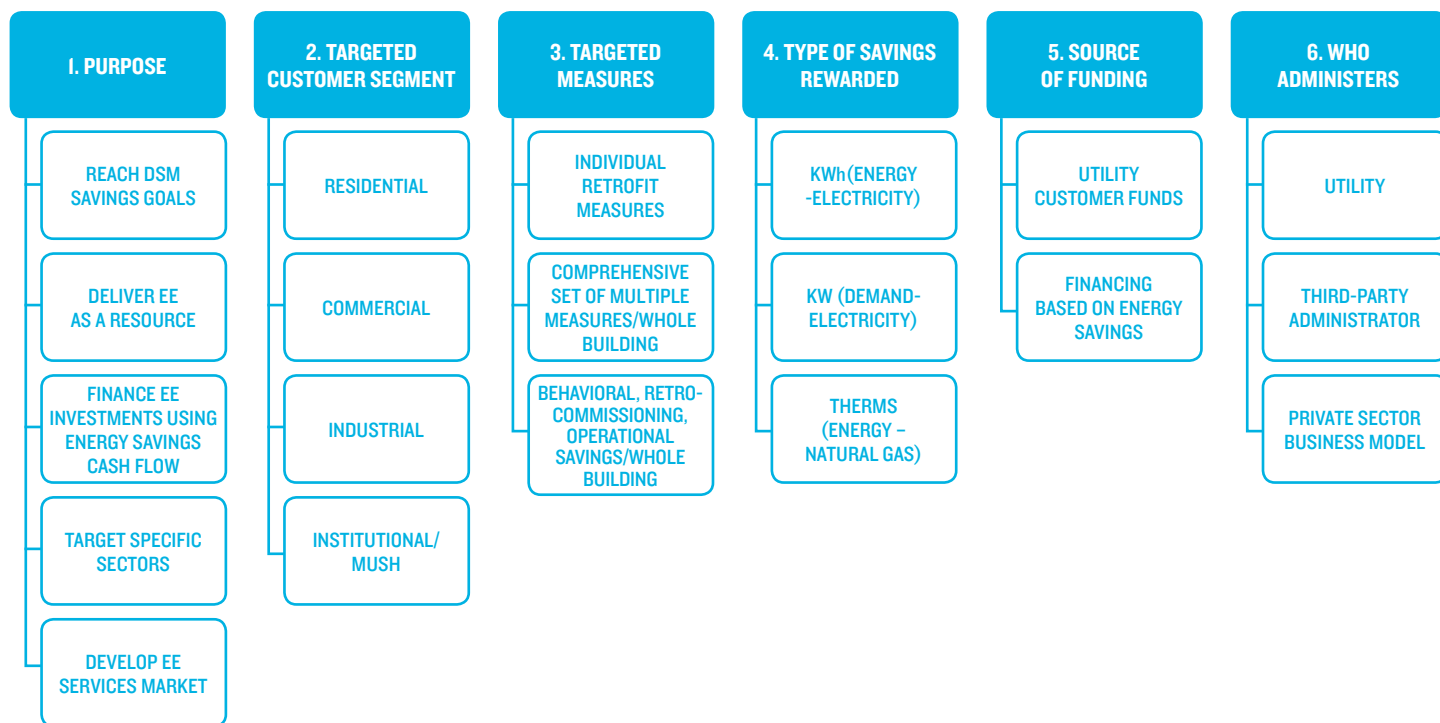 1. PURPOSE
REACH DSM
SAVINGS GOALS
DELIVER EE
AS A RESOURCE
FINANCE EE
INVESTMENTS USING
ENERGY SAVINGS
CASH FLOW
TARGET SPECIFIC
SECTORS
DEVELOP EE
SERVICES MARKET
2. TARGETED
CUSTOMER SEGMENT
RESIDENTIAL
COMMERCIAL
INDUSTRIAL
INSTITUTIONAL/
MUSH
3. TARGETED
MEASURES
INDIVIDUAL
RETROFIT
MEASURES
COMPREHENSIVE
SET OF MULTIPLE
MEASURES/WHOLE
BUILDING
BEHAVIORAL, RETRO-
COMMISSIONING,
OPERATIONAL
SAVINGS/WHOLE
BUILDING
4. TYPE OF SAVINGS
REWARDED
KWh (ENERGY
-ELECTRICITY)
KW (DEMAND-
ELECTRICITY)
THERMS
(ENERGY –
NATURAL GAS)
5. SOURCE
OF FUNDING
UTILITY
CUSTOMER FUNDS
FINANCING
BASED ON ENERGY
SAVINGS
6. WHO
ADMINISTERS
UTILITY
THIRD-PARTY
ADMINISTRATOR
PRIVATE SECTOR
BUSINESS MODEL